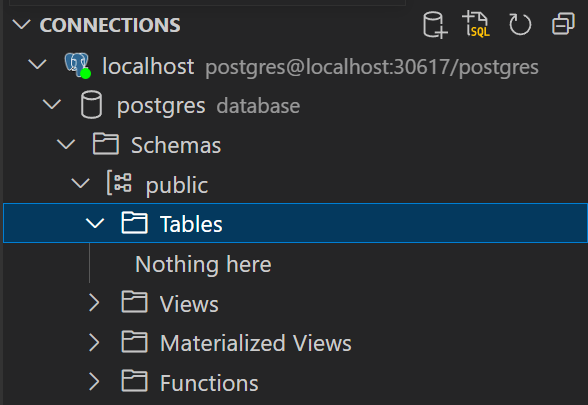 CONNECTIONS
SQL
localhost postgres@localhost:30617/postgres
postgres database
Schemas
public
Tables
Nothing here
Views
Materialized Views
Functions